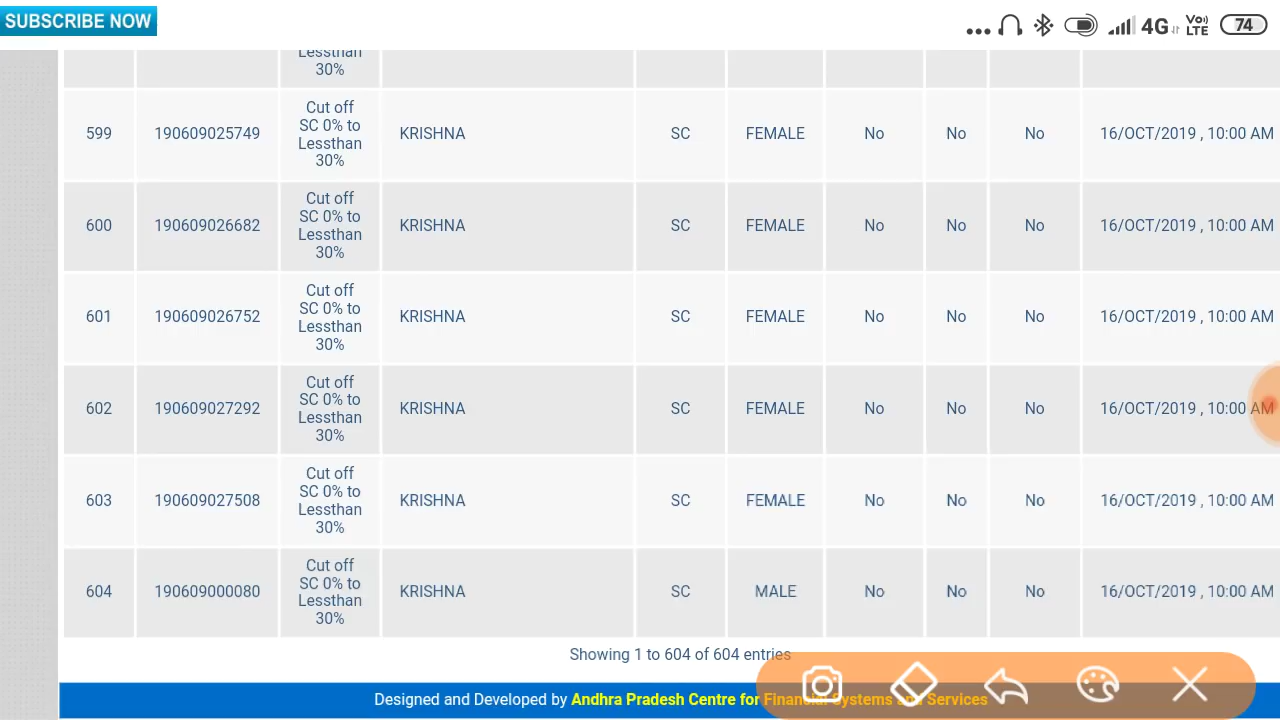 SUBSCRIBE NOW
... 4G Vo)) LTE 74
Lessthan
30%
599 190609025749 Cut off SC 0% to Lessthan 30% KRISHNA SC FEMALE No No No 16/OCT/2019 , 10:00 AM
600 190609026682 Cut off SC 0% to Lessthan 30% KRISHNA SC FEMALE No No No 16/OCT/2019 , 10:00 AM
601 190609026752 Cut off SC 0% to Lessthan 30% KRISHNA SC FEMALE No No No 16/OCT/2019 , 10:00 AM
602 190609027292 Cut off SC 0% to Lessthan 30% KRISHNA SC FEMALE No No No 16/OCT/2019 , 10:00 AM
603 190609027508 Cut off SC 0% to Lessthan 30% KRISHNA SC FEMALE No No No 16/OCT/2019 , 10:00 AM
604 190609000080 Cut off SC 0% to Lessthan 30% KRISHNA SC MALE No No No 16/OCT/2019 , 10:00 AM
Showing 1 to 604 of 604 entries
Designed and Developed by Andhra Pradesh Centre for Financial Systems and Services